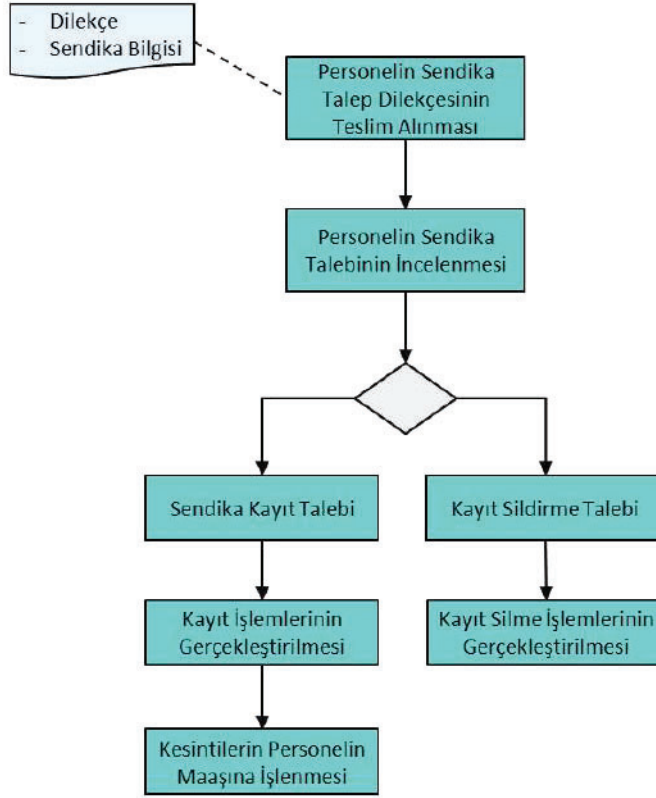 - Dilekçe
- Sendika Bilgisi
Personelin Sendika
Talep Dilekçesinin
Teslim Alınması
Personelin Sendika
Talebinin İncelenmesi
Sendika Kayıt Talebi
Kayıt Sildirme Talebi
Kayıt İşlemlerinin
Gerçekleştirilmesi
Kayıt Silme İşlemlerinin
Gerçekleştirilmesi
Kesintilerin Personelin
Maaşına İşlenmesi